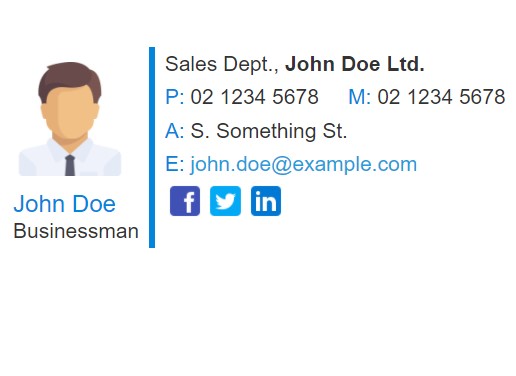 Sales Dept., John Doe Ltd.
P: 02 1234 5678 M: 02 1234 5678
A: S. Something St.
E: john.doe@example.com
f in
John Doe
Businessman